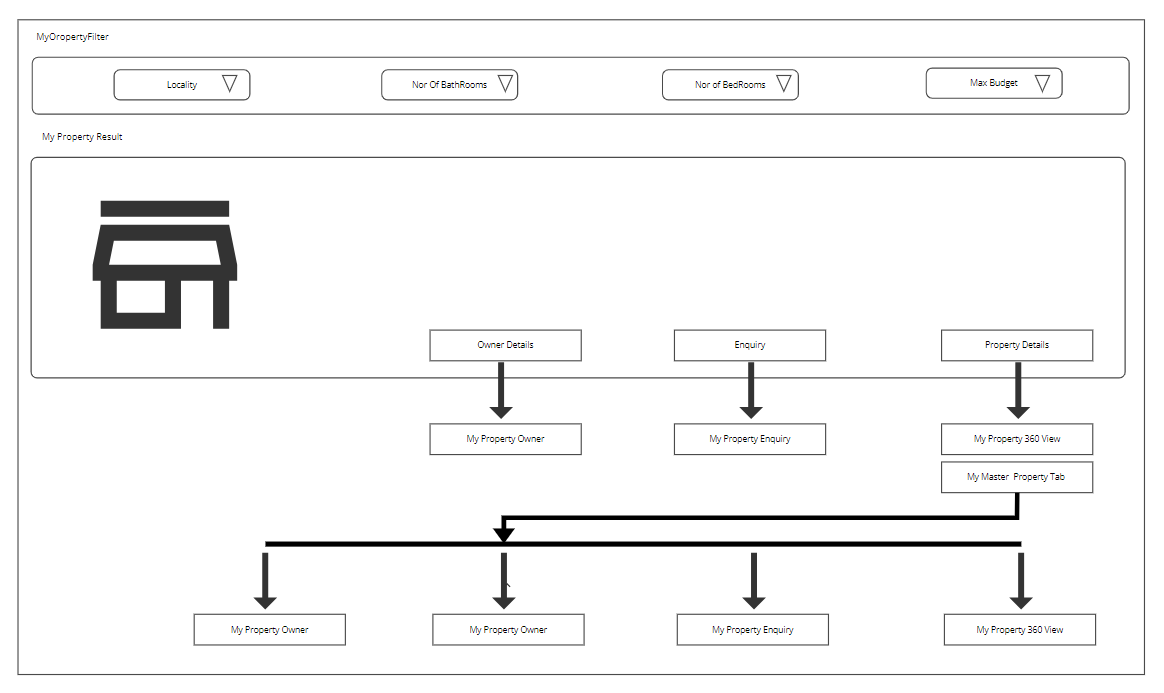 MyOropertyFilter
Locality
Nor Of BathRooms
Nor of BedRooms
Max Budget
My Property Result
Owner Details
Enquiry
Property Details
My Property Owner
My Property Enquiry
My Property 360 View
My Master Property Tab
My Property Owner
My Property Owner
My Property Enquiry
My Property 360 View